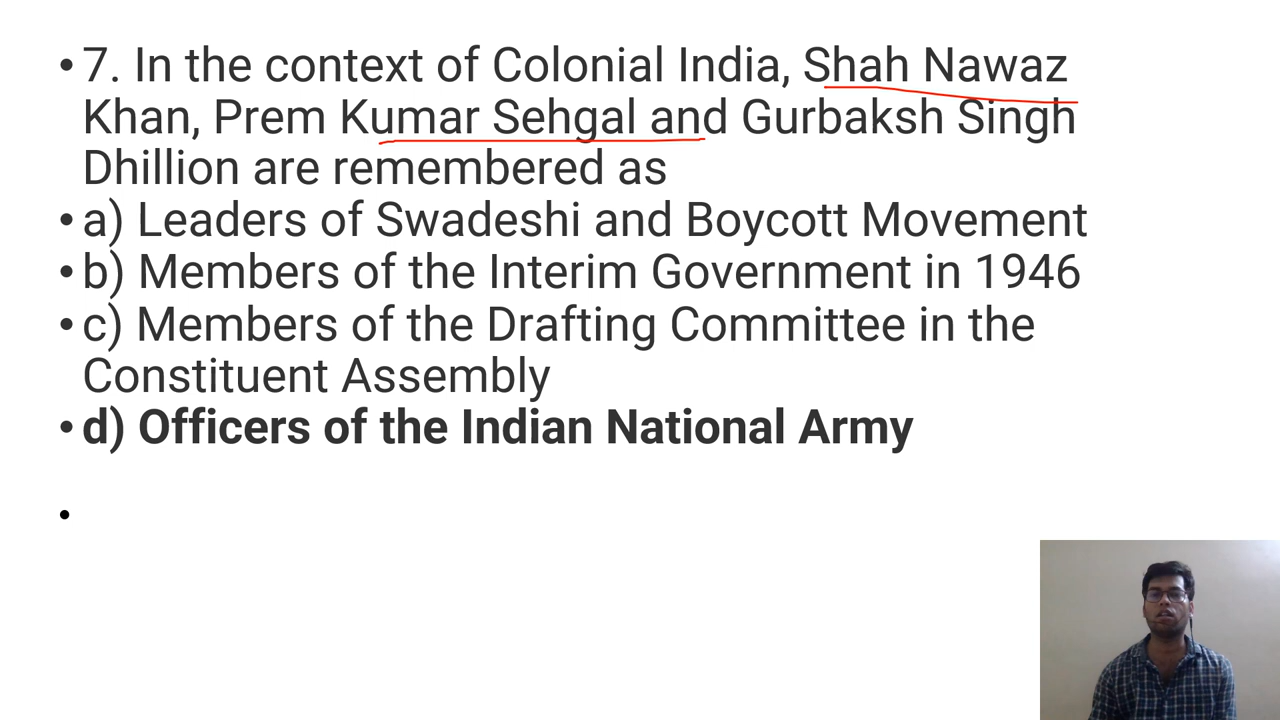 • 7. In the context of Colonial India, Shah Nawaz
Khan, Prem Kumar Sehgal and Gurbaksh Singh
Dhillion are remembered as
• a) Leaders of Swadeshi and Boycott Movement
• b) Members of the Interim Government in 1946
• c) Members of the Drafting Committee in the
Constituent Assembly
• d) Officers of the Indian National Army
•